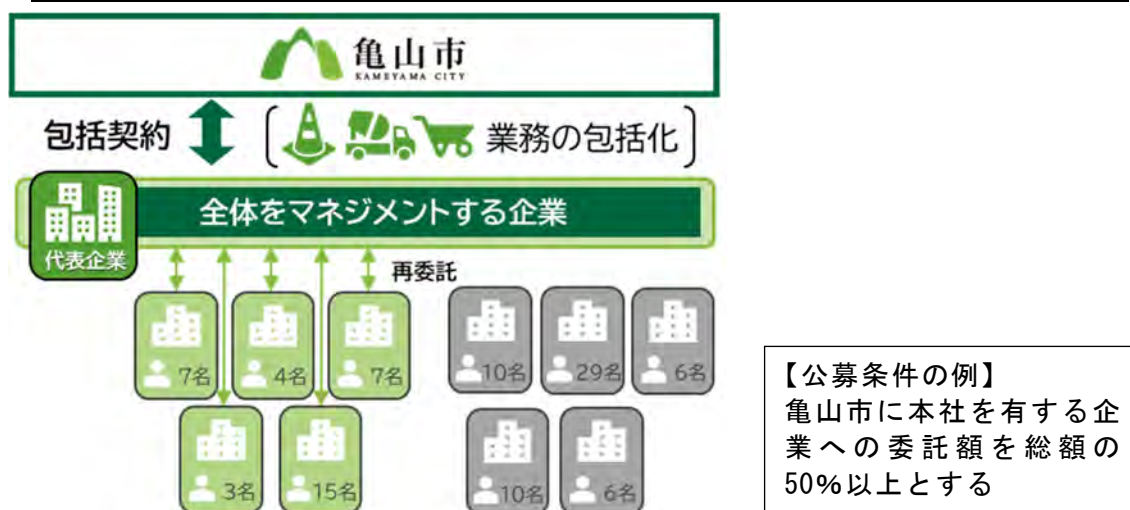 亀山市
KAMEYAMA CITY
包括契約
業務の包括化
全体をマネジメントする企業
代表企業
再委託
7名
4名
7名
10名
29名
6名
3名
15名
10名
6名
【公募条件の例】
亀山市に本社を有する企
業への委託額を総額の
50%以上とする